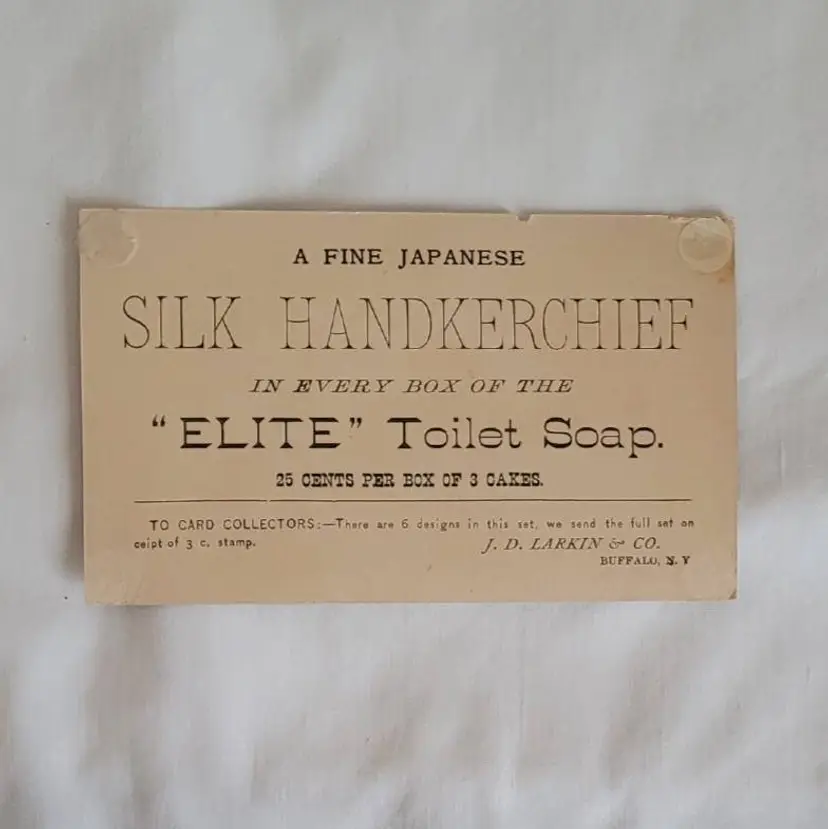 A FINE JAPANESE
SILK HANDKERCHIEF
IN EVERY BOX OF THE
"ELITE" Toilet Soap.
25 CENTS PER BOX OF 3 CAKES.
TO CARD COLLECTORS:—There are 6 designs in this set, we send the full set on
ceipt of 3 c. stamp.
J. D. LARKIN & CO.
BUFFALO, N. Y